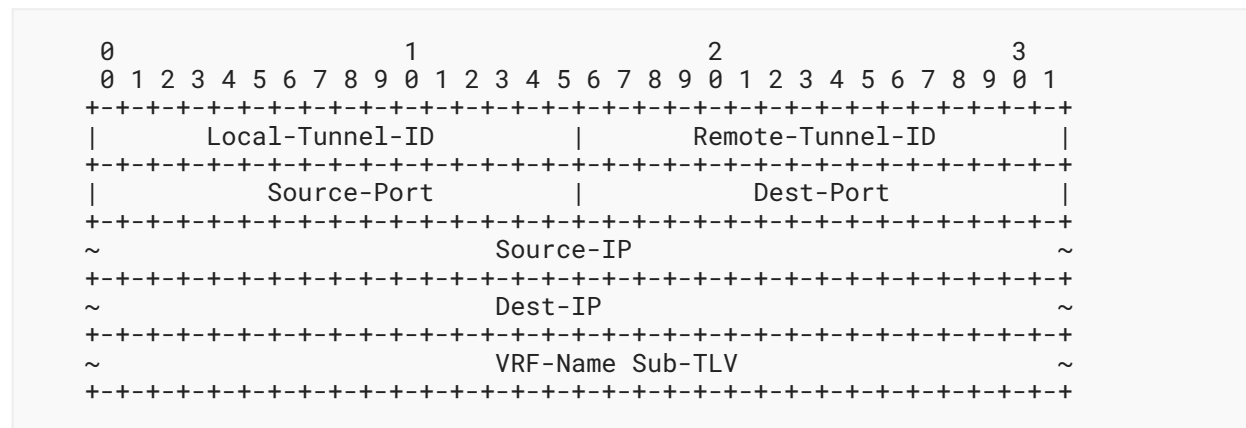 0                   1                   2                   3
 0 1 2 3 4 5 6 7 8 9 0 1 2 3 4 5 6 7 8 9 0 1 2 3 4 5 6 7 8 9 0 1
+-+-+-+-+-+-+-+-+-+-+-+-+-+-+-+-+-+-+-+-+-+-+-+-+-+-+-+-+-+-+-+-+
|       Local-Tunnel-ID         |       Remote-Tunnel-ID        |
+-+-+-+-+-+-+-+-+-+-+-+-+-+-+-+-+-+-+-+-+-+-+-+-+-+-+-+-+-+-+-+-+
|           Source-Port         |           Dest-Port           |
+-+-+-+-+-+-+-+-+-+-+-+-+-+-+-+-+-+-+-+-+-+-+-+-+-+-+-+-+-+-+-+-+
~                          Source-IP                            ~
+-+-+-+-+-+-+-+-+-+-+-+-+-+-+-+-+-+-+-+-+-+-+-+-+-+-+-+-+-+-+-+-+
~                          Dest-IP                              ~
+-+-+-+-+-+-+-+-+-+-+-+-+-+-+-+-+-+-+-+-+-+-+-+-+-+-+-+-+-+-+-+-+
~                          VRF-Name Sub-TLV                     ~
+-+-+-+-+-+-+-+-+-+-+-+-+-+-+-+-+-+-+-+-+-+-+-+-+-+-+-+-+-+-+-+-+